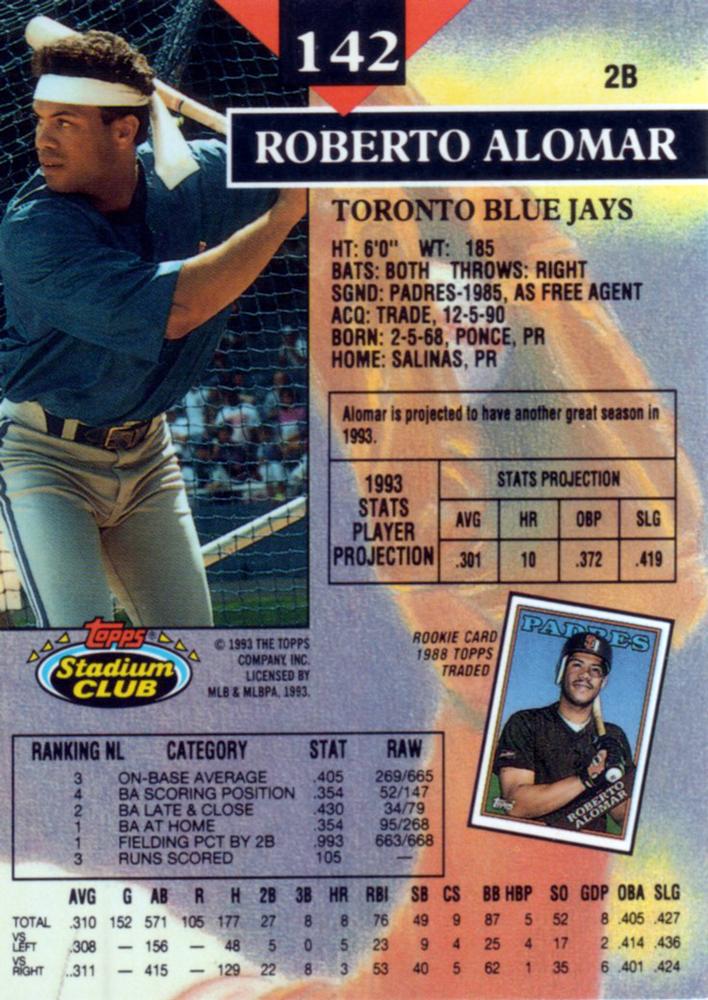 142
2B
ROBERTO ALOMAR
TORONTO BLUE JAYS
HT: 6'0" WT: 185
BATS: BOTH THROWS: RIGHT
SGND: PADRES-1985, AS FREE AGENT
ACQ: TRADE, 12-5-90
BORN: 2-5-68, PONCE, PR
HOME: SALINAS, PR
Alomar is projected to have another great season in
1993.
1993
STATS
PLAYER
PROJECTION
STATS PROJECTION
AVG HR OBP SLG
.301 10 .372 .419
Topps
Stadium
CLUB
© 1993 THE TOPPS
COMPANY, INC.
LICENSED BY
MLB & MLBPA, 1993.
ROOKIE CARD
1988 TOPPS
TRADED
PADRES
Topps
ROBERTO
ALOMAR
RANKING NL CATEGORY STAT RAW
3 ON-BASE AVERAGE .405 269/665
4 BA SCORING POSITION .354 52/147
2 BA LATE & CLOSE .430 34/79
1 BA AT HOME .354 95/268
1 FIELDING PCT BY 2B .993 663/668
3 RUNS SCORED 105 —
AVG G AB R H 2B 3B HR RBI SB CS BB HBP SO GDP OBA SLG
TOTAL .310 152 571 105 177 27 8 8 76 49 9 87 5 52 8 .405 .427
VS LEFT .308 — 156 — 48 5 0 5 23 9 4 25 4 17 2 .414 .436
VS RIGHT ..311 — 415 — 129 22 8 3 53 40 5 62 1 35 6 .401 .424